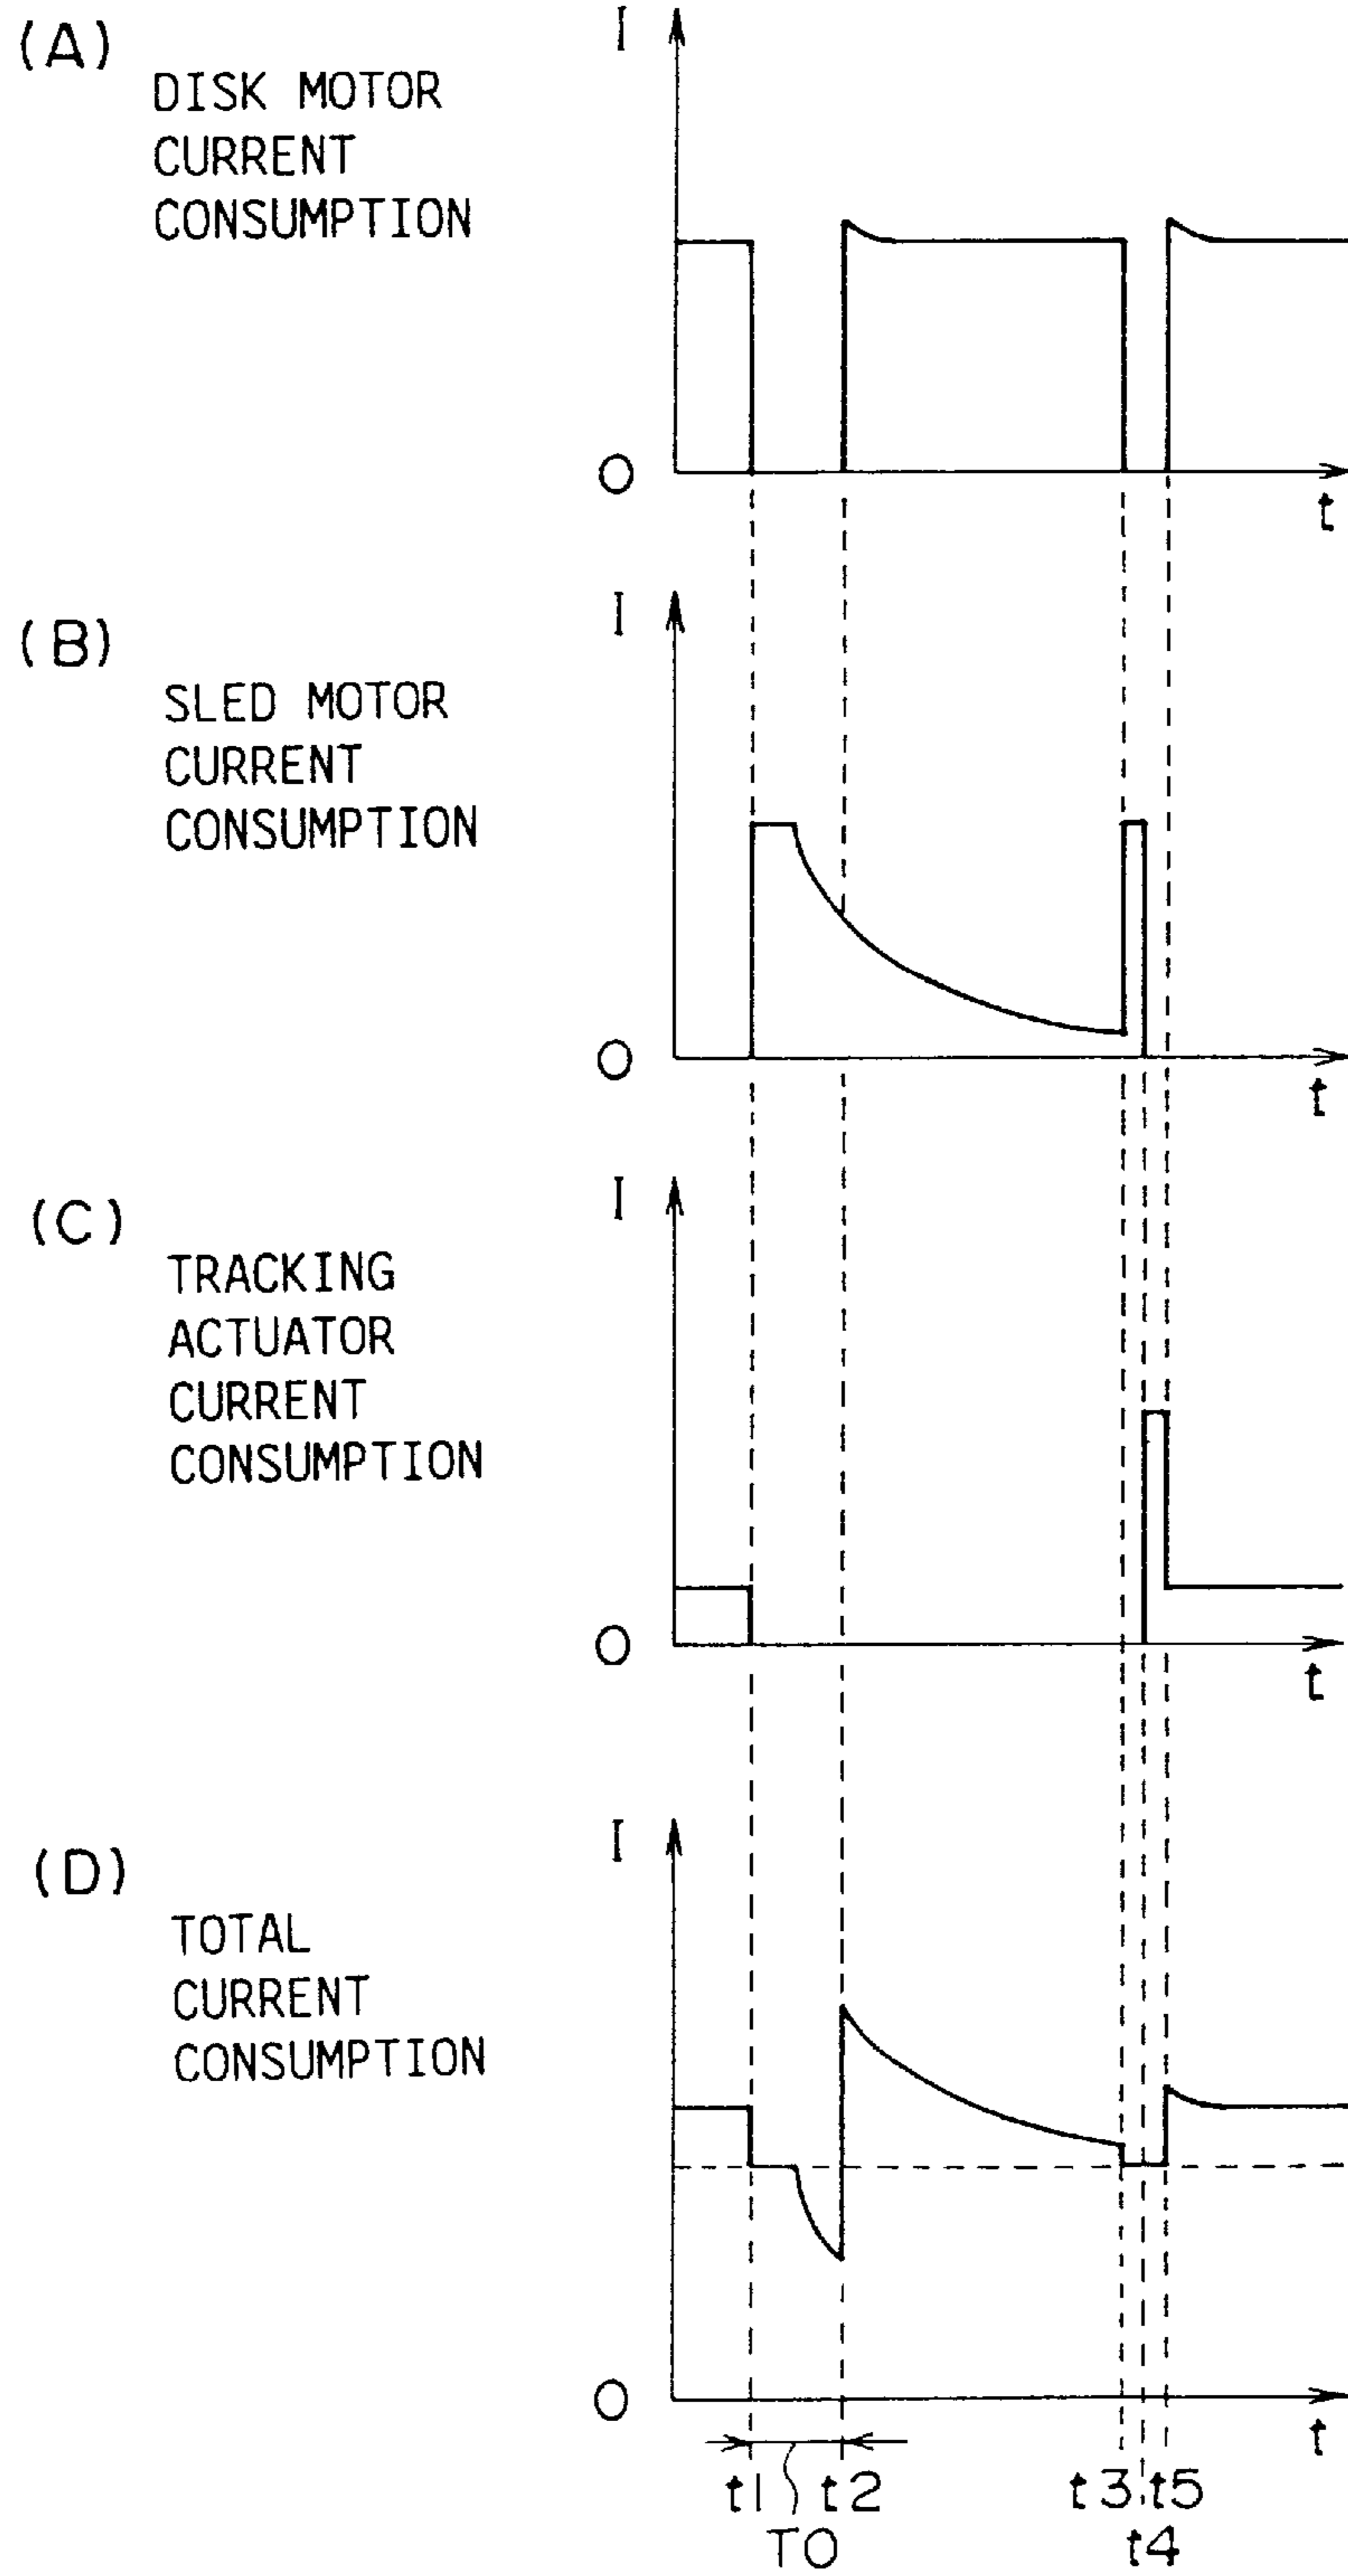 (A)
DISK MOTOR
CURRENT
CONSUMPTION
I
O
t
(B)
SLED MOTOR
CURRENT
CONSUMPTION
I
O
t
(C)
TRACKING
ACTUATOR
CURRENT
CONSUMPTION
I
O
t
(D)
TOTAL
CURRENT
CONSUMPTION
I
O
t
t1 t2 t3 t5
TO t4